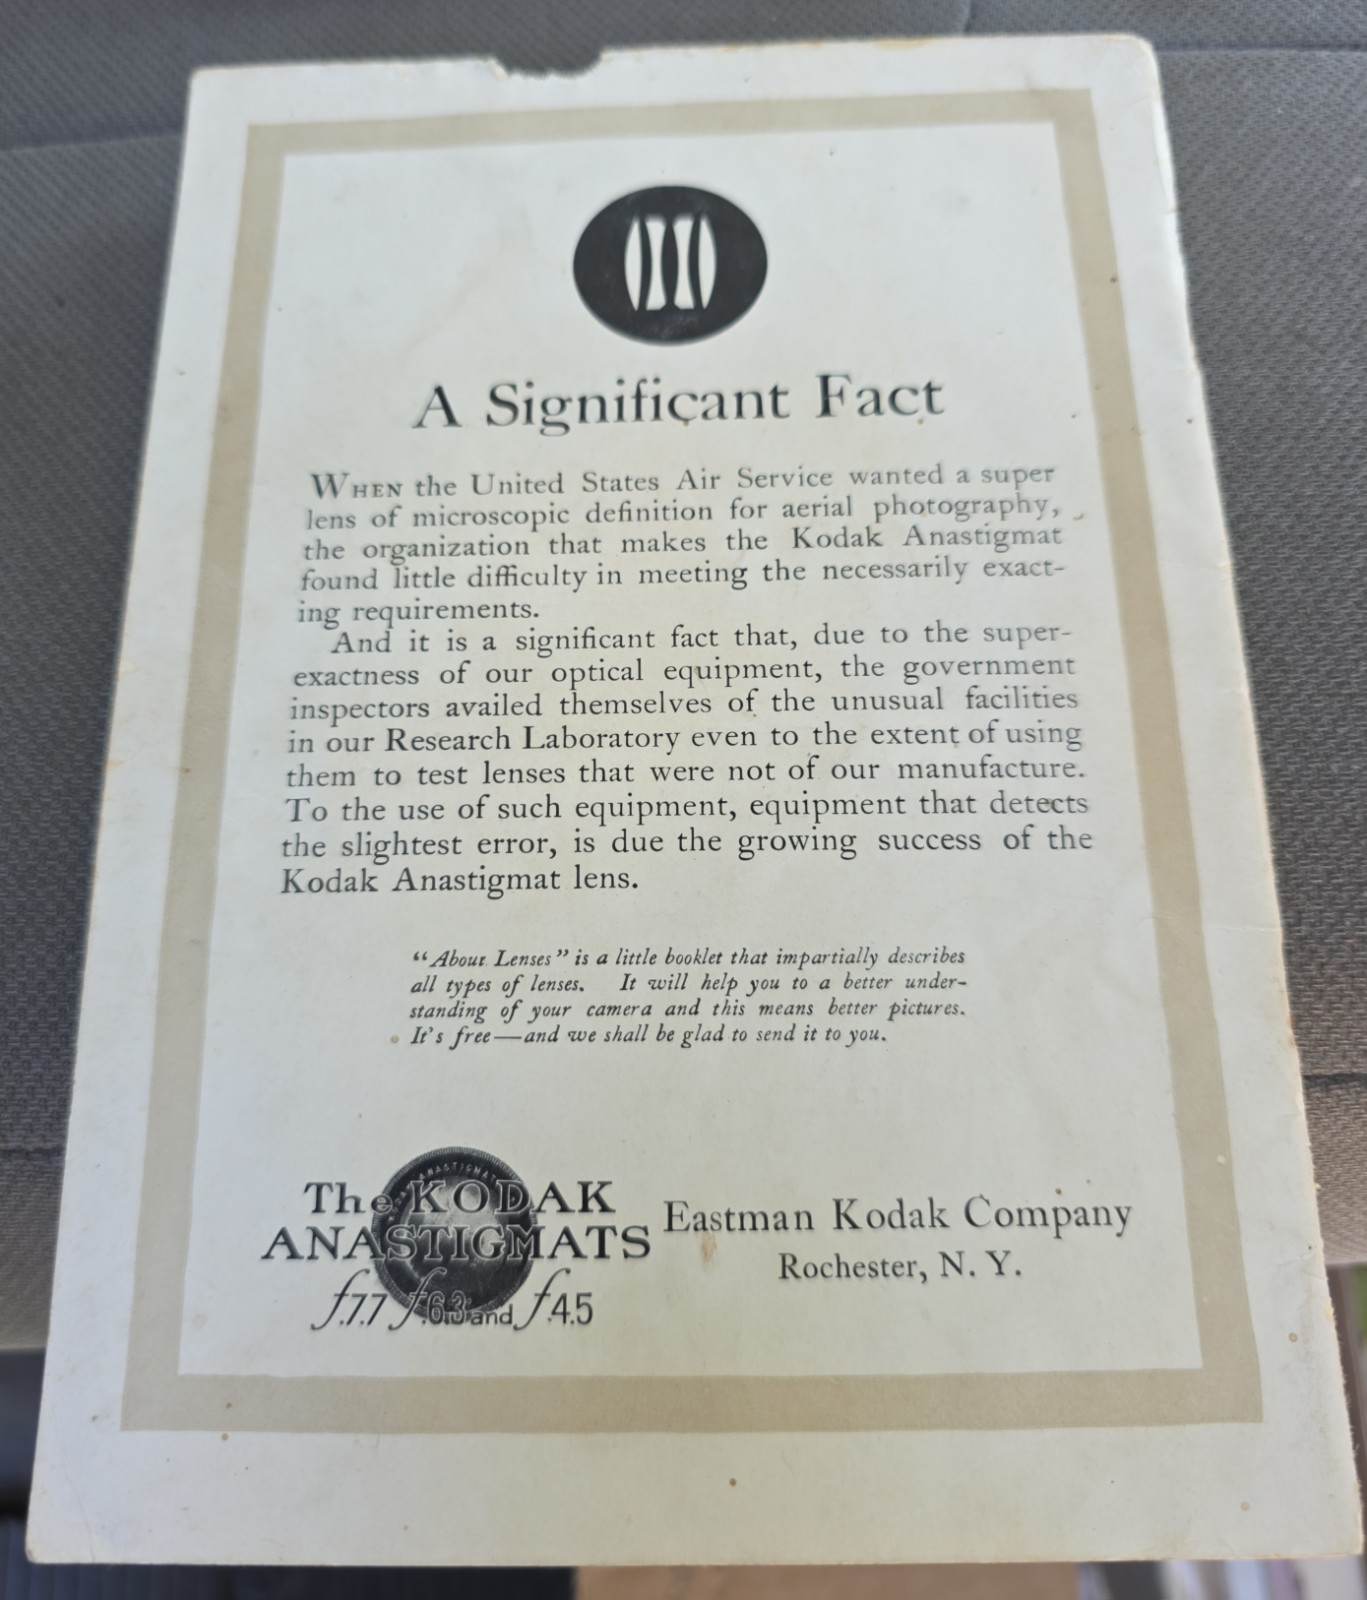 A Significant Fact
WHEN the United States Air Service wanted a super
lens of microscopic definition for aerial photography,
the organization that makes the Kodak Anastigmat
found little difficulty in meeting the necessarily exact-
ing requirements.
And it is a significant fact that, due to the super-
exactness of our optical equipment, the government
inspectors availed themselves of the unusual facilities
in our Research Laboratory even to the extent of using
them to test lenses that were not of our manufacture.
To the use of such equipment, equipment that detects
the slightest error, is due the growing success of the
Kodak Anastigmat lens.
“About Lenses” is a little booklet that impartially describes
all types of lenses. It will help you to a better under-
standing of your camera and this means better pictures.
It's free—and we shall be glad to send it to you.
ANASTIGMAT
The KODAK
ANASTIGMATS
f.7.7 f.6.3 and f.4.5
Eastman Kodak Company
Rochester, N. Y.